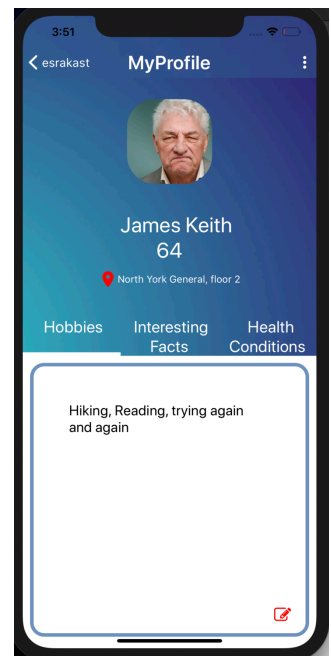 3:51
esrakast
MyProfile
James Keith
64
North York General, floor 2
Hobbies
Interesting
Facts
Health
Conditions
Hiking, Reading, trying again
and again